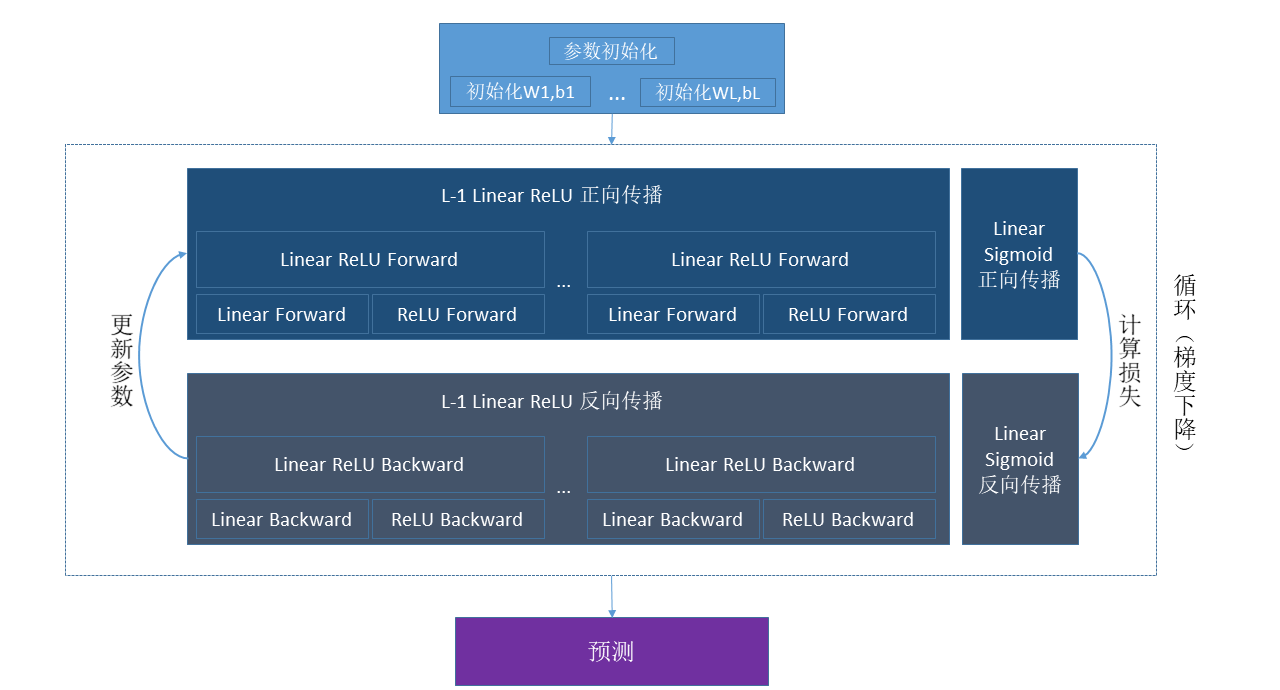 参数初始化
初始化W1,b1
...
初始化WL,bL
L-1 Linear ReLU 正向传播
Linear ReLU Forward
...
Linear ReLU Forward
Linear Forward
ReLU Forward
Linear Forward
ReLU Forward
Linear
Sigmoid
正向传播
更新参数
计算损失
循环（梯度下降）
L-1 Linear ReLU 反向传播
Linear ReLU Backward
...
Linear ReLU Backward
Linear Backward
ReLU Backward
Linear Backward
ReLU Backward
Linear
Sigmoid
反向传播
预测